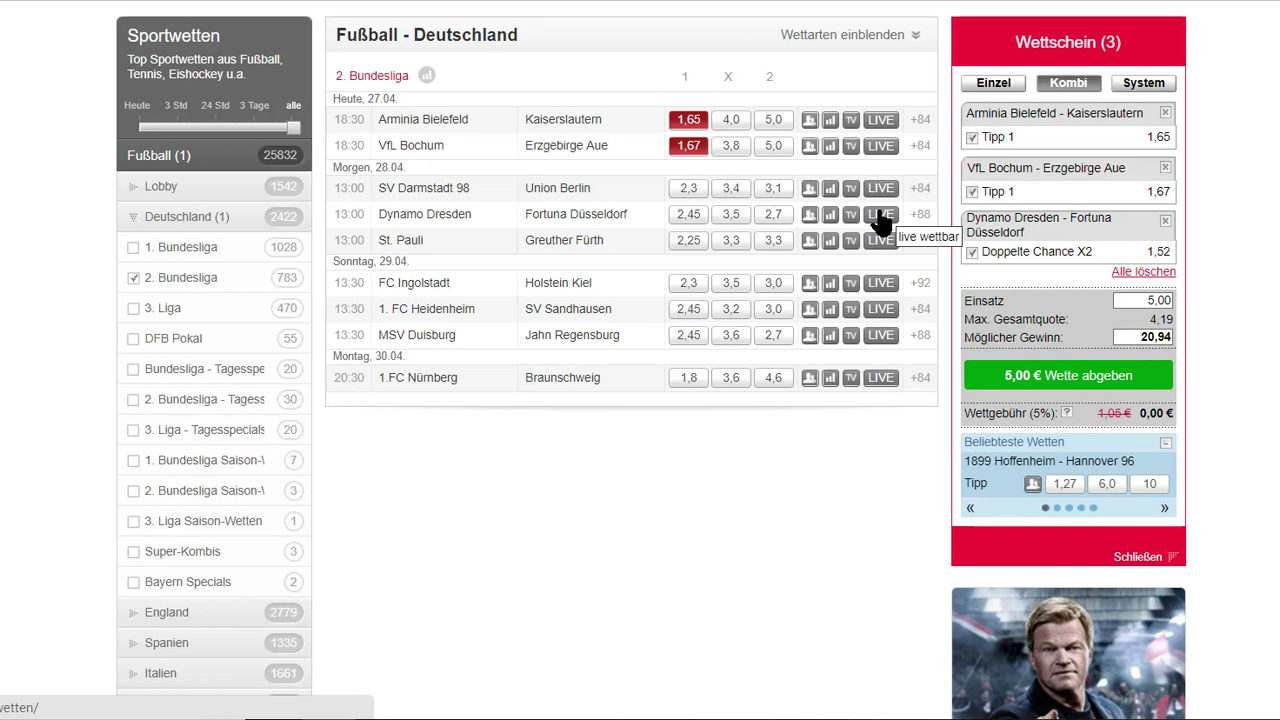 Sportwetten
Top Sportwetten aus Fußball,
Tennis, Eishockey u.a.
Heute 3 Std 24 Std 3 Tage alle
Fußball (1) 25832
Lobby 1542
Deutschland (1) 2422
1. Bundesliga 1028
2. Bundesliga 783
3. Liga 470
DFB Pokal 55
Bundesliga - Tagesspe 20
2. Bundesliga - Tagess 30
3. Liga - Tagesspecials 20
1. Bundesliga Saison-\ 7
2. Bundesliga Saison-\ 3
3. Liga Saison-Wetten 1
Super-Kombis 3
Bayern Specials 2
England 2779
Spanien 1335
Italien 1661
wetten/
Fußball - Deutschland Wettarten einblenden
2. Bundesliga 1 X 2
Heute, 27.04.
18:30 Arminia Bielefeld Kaiserslautern 1,65 4,0 5,0 TV LIVE +84
18:30 VfL Bochum Erzgebirge Aue 1,67 3,8 5,0 TV LIVE +84
Morgen, 28.04.
13:00 SV Darmstadt 98 Union Berlin 2,3 3,4 3,1 TV LIVE +84
13:00 Dynamo Dresden Fortuna Düsseldorf 2,45 3,5 2,7 TV LIVE +88
live wettbar
13:00 St. Pauli Greuther Fürth 2,25 3,3 3,3 TV LIVE
Sonntag, 29.04.
13:30 FC Ingolstadt Holstein Kiel 2,3 3,5 3,0 TV LIVE +92
13:30 1. FC Heidenheim SV Sandhausen 2,45 3,2 3,0 TV LIVE +84
13:30 MSV Duisburg Jahn Regensburg 2,45 3,6 2,7 TV LIVE +88
Montag, 30.04.
20:30 1.FC Nürnberg Braunschweig 1,8 3,6 4,6 TV LIVE +84
Wettschein (3)
Einzel Kombi System
Arminia Bielefeld - Kaiserslautern
Tipp 1 1,65
VfL Bochum - Erzgebirge Aue
Tipp 1 1,67
Dynamo Dresden - Fortuna
Düsseldorf
Doppelte Chance X2 1,52
Alle löschen
Einsatz 5,00
Max. Gesamtquote: 4,19
Möglicher Gewinn: 20,94
5,00 € Wette abgeben
Wettgebühr (5%): ? 1,05 € 0,00 €
Beliebteste Wetten
1899 Hoffenheim - Hannover 96
Tipp 1,27 6,0 10
« »
Schließen